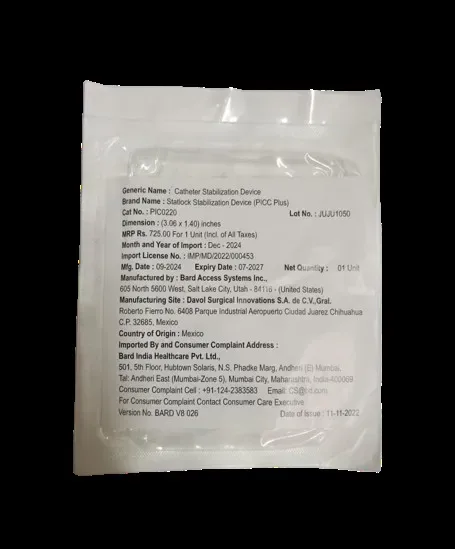 Generic Name : Catheter Stabilization Device
Brand Name : Statlock Stabilization Device (PICC Plus)
Cat No. : PIC0220 Lot No. : JUJU1050
Dimension : (3.06 x 1.40) inches
MRP Rs. 725.00 For 1 Unit (Incl. of All Taxes)
Month and Year of Import : Dec - 2024
Import License No. : IMP/MD/2022/000453
Mfg. Date : 09-2024 Expiry Date : 07-2027 Net Quantity : 01 Unit
Manufactured by : Bard Access Systems Inc.,
605 North 5600 West, Salt Lake City, Utah - 84116 - (United States)
Manufacturing Site : Davol Surgical Innovations S.A. de C.V.,Gral.
Roberto Fierro No. 6408 Parque Industrial Aeropuerto Ciudad Juarez Chihuahua
C.P. 32685, Mexico
Country of Origin : Mexico
Imported By and Consumer Complaint Address :
Bard India Healthcare Pvt. Ltd.,
501, 5th Floor, Hubtown Solaris, N.S. Phadke Marg, Andheri (E) Mumbai,
Tal: Andheri East (Mumbai-Zone 5), Mumbai City, Maharashtra, India-400069
Consumer Complaint Cell : +91-124-2383583 Email: CS@bd.com
For Consumer Complaint Contact Consumer Care Executive
Version No. BARD V8 026 Date of Issue : 11-11-2022